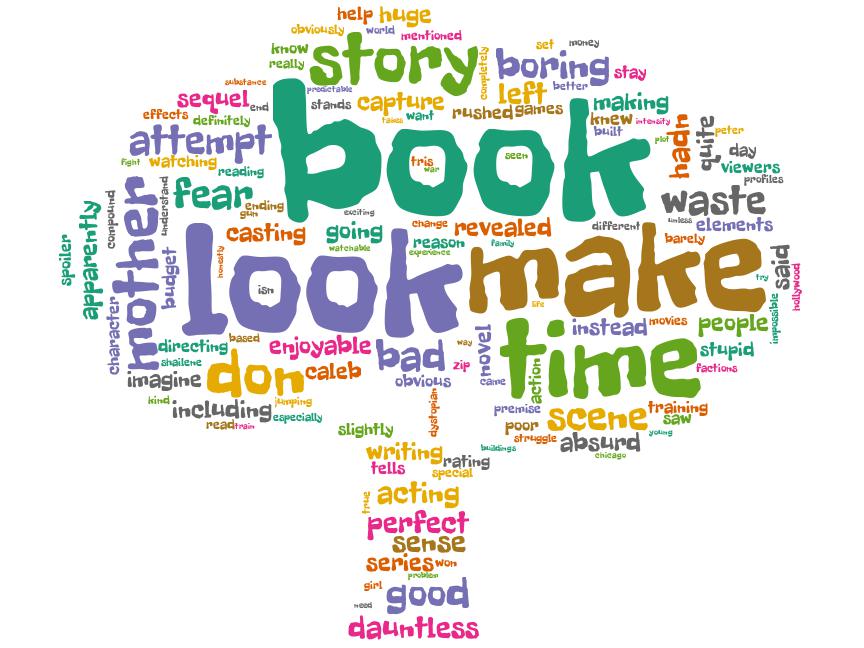 help huge
obviously world mentioned
know story set money
really completely boring stay
substance predictable left better
sequel end stands capture making
effects takes want rushed games knew intensity
definitely built plot hadn quite peter
attempt book day
fight watching tris seen viewers
reading war profiles
fear waste
mother understand ending
compound gun exciting unless
spoiler apparently casting going change revealed different elements
watchable reason family barely
budget honestly look experience make said
character isn try hollywood
life impossible
directing based enjoyable bad way novel time instead movies people
shailene zip stupid
imagine don caleb obvious came action factions
kind including jumping dystopian premise scene training
read train especially poor saw
slightly struggle absurd young
writing buildings chicago
tells rating
special
true acting
perfect
sense
series won
problem
girl good
need
dauntless